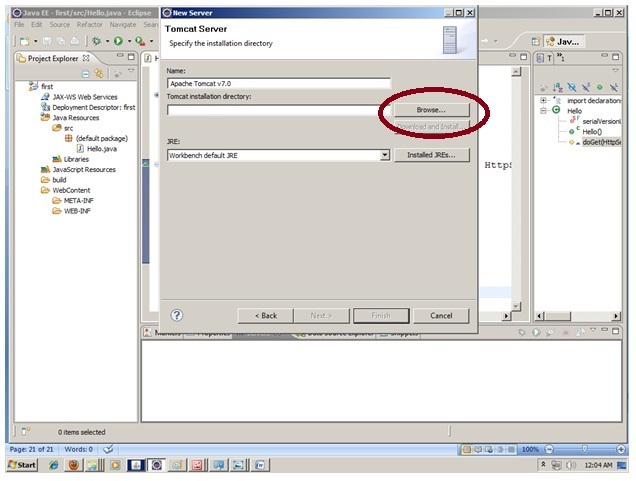 Java EE - first/src/Hello.java - Eclipse
File Edit Source Refactor Navigate
Project Explorer
first
JAX-WS Web Services
Deployment Descriptor: first
Java Resources
src
(default package)
Hello.java
Libraries
JavaScript Resources
build
WebContent
META-INF
WEB-INF
New Server
Tomcat Server
Specify the installation directory
Name:
Apache Tomcat v7.0
Tomcat installation directory:
Browse...
Download and Install...
JRE:
Workbench default JRE
Installed JREs...
< Back
Next >
Finish
Cancel
HttpS
Jav...
import declarations
Hello
serialVersionU
Hello()
doGet(HttpSe
Markers
Properties
Data Source Explorer
Snippets
0 items selected
Page: 21 of 21
Words: 0
100%
Start
12:04 AM